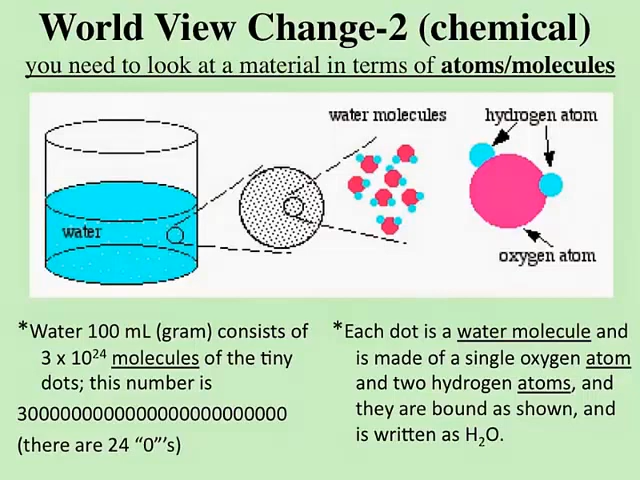 World View Change-2 (chemical)
you need to look at a material in terms of atoms/molecules
water molecules
hydrogen atom
water
oxygen atom
*Water 100 mL (gram) consists of
3 x 10²⁴ molecules of the tiny
dots; this number is
3000000000000000000000000
(there are 24 “0”’s)
*Each dot is a water molecule and
is made of a single oxygen atom
and two hydrogen atoms, and
they are bound as shown, and
is written as H₂O.